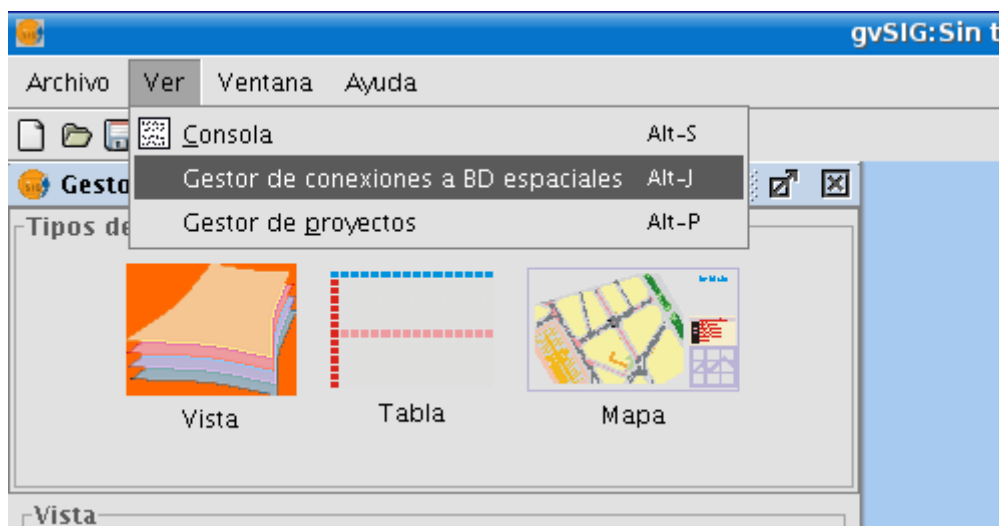 gvSIG: Sin t
Archivo Ver Ventana Ayuda
Consola Alt-S
Gesto
Gestor de conexiones a BD espaciales Alt-J
Tipos de
Gestor de proyectos Alt-P
Vista Tabla Mapa
Vista